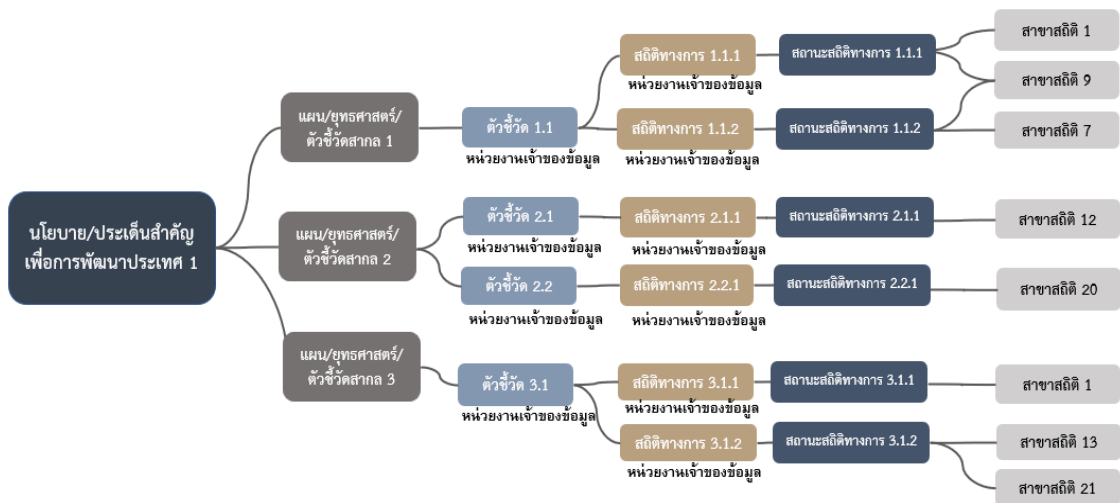 นโยบาย/ประเด็นสำคัญ
เพื่อการพัฒนาประเทศ 1
แผน/ยุทธศาสตร์/
ตัวชี้วัดสากล 1
ตัวชี้วัด 1.1
หน่วยงานเจ้าของข้อมูล
สถิติทางการ 1.1.1
หน่วยงานเจ้าของข้อมูล
สถานะสถิติทางการ 1.1.1
สาขาสถิติ 1
สาขาสถิติ 9
สถิติทางการ 1.1.2
หน่วยงานเจ้าของข้อมูล
สถานะสถิติทางการ 1.1.2
สาขาสถิติ 7
แผน/ยุทธศาสตร์/
ตัวชี้วัดสากล 2
ตัวชี้วัด 2.1
หน่วยงานเจ้าของข้อมูล
สถิติทางการ 2.1.1
หน่วยงานเจ้าของข้อมูล
สถานะสถิติทางการ 2.1.1
สาขาสถิติ 12
ตัวชี้วัด 2.2
หน่วยงานเจ้าของข้อมูล
สถิติทางการ 2.2.1
หน่วยงานเจ้าของข้อมูล
สถานะสถิติทางการ 2.2.1
สาขาสถิติ 20
แผน/ยุทธศาสตร์/
ตัวชี้วัดสากล 3
ตัวชี้วัด 3.1
หน่วยงานเจ้าของข้อมูล
สถิติทางการ 3.1.1
หน่วยงานเจ้าของข้อมูล
สถานะสถิติทางการ 3.1.1
สาขาสถิติ 1
สถิติทางการ 3.1.2
หน่วยงานเจ้าของข้อมูล
สถานะสถิติทางการ 3.1.2
สาขาสถิติ 13
สาขาสถิติ 21